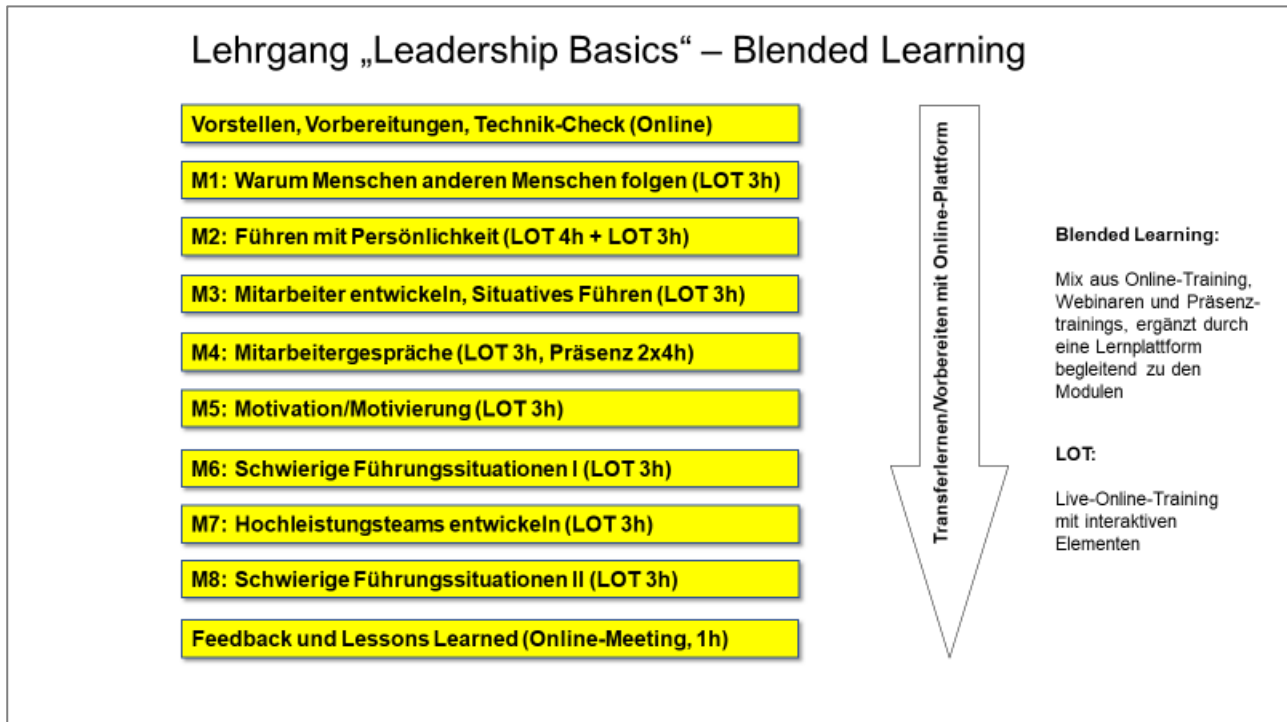 Lehrgang „Leadership Basics“ – Blended Learning
Vorstellen, Vorbereitungen, Technik-Check (Online)
M1: Warum Menschen anderen Menschen folgen (LOT 3h)
M2: Führen mit Persönlichkeit (LOT 4h + LOT 3h)
M3: Mitarbeiter entwickeln, Situatives Führen (LOT 3h)
M4: Mitarbeitergespräche (LOT 3h, Präsenz 2x4h)
M5: Motivation/Motivierung (LOT 3h)
M6: Schwierige Führungssituationen I (LOT 3h)
M7: Hochleistungsteams entwickeln (LOT 3h)
M8: Schwierige Führungssituationen II (LOT 3h)
Feedback und Lessons Learned (Online-Meeting, 1h)
Transferlernen/Vorbereiten mit Online-Plattform
Blended Learning:
Mix aus Online-Training,
Webinaren und Präsenz-
trainings, ergänzt durch
eine Lernplattform
begleitend zu den
Modulen
LOT:
Live-Online-Training
mit interaktiven
Elementen